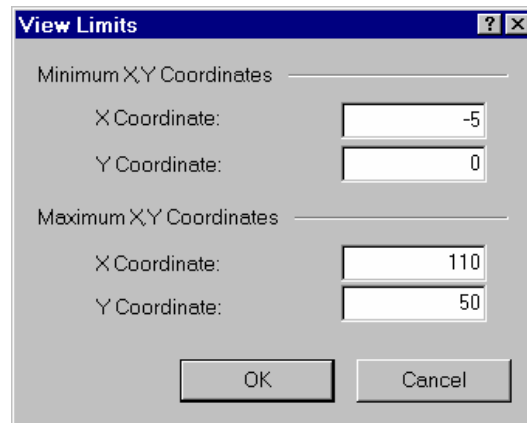 View Limits
Minimum X,Y Coordinates
X Coordinate: -5
Y Coordinate: 0
Maximum X,Y Coordinates
X Coordinate: 110
Y Coordinate: 50
OK Cancel